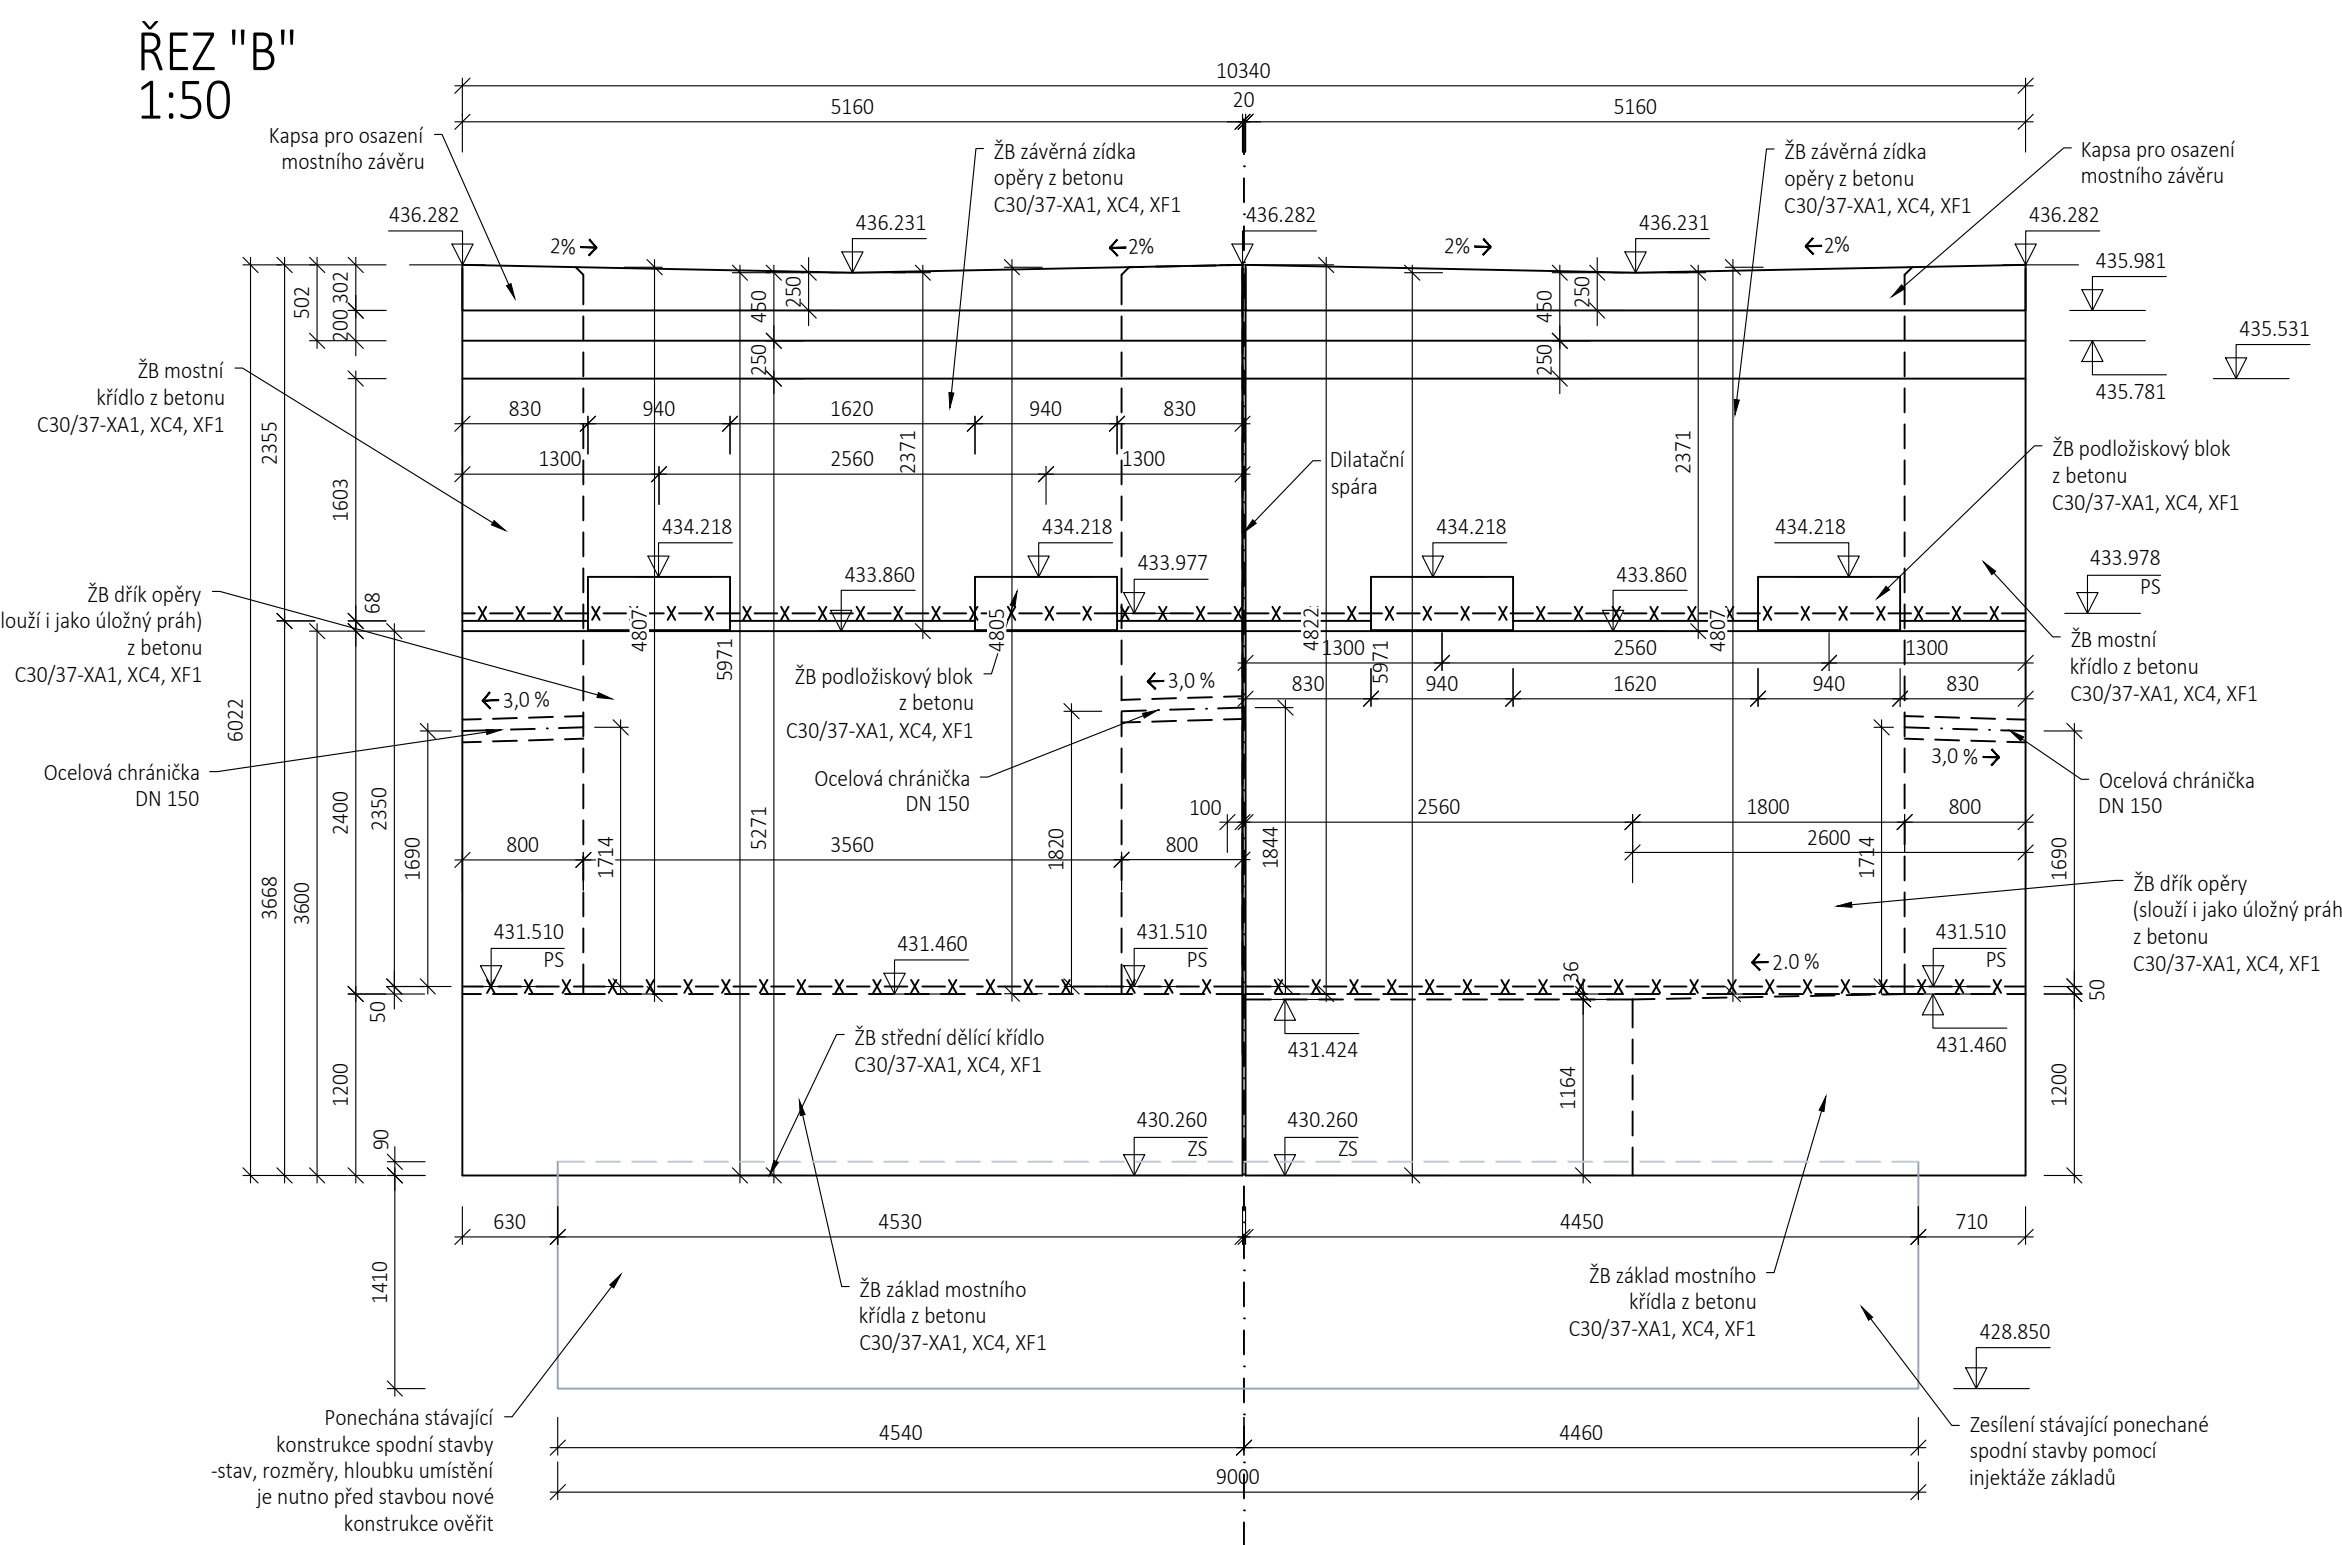 ŘEZ "B"
1:50
10340
5160
20
5160
Kapsa pro osazení
mostního závěru
ŽB závěrná zídka
opěry z betonu
C30/37-XA1, XC4, XF1
ŽB závěrná zídka
opěry z betonu
C30/37-XA1, XC4, XF1
Kapsa pro osazení
mostního závěru
436.282
436.231
436.282
436.231
436.282
2%
2%
2%
2%
435.981
435.531
435.781
302
502
200
450
250
250
450
250
250
ŽB mostní
křídlo z betonu
C30/37-XA1, XC4, XF1
2355
1603
830
940
1620
940
830
1300
2560
1300
2371
2371
Dilatační
spára
ŽB podložiskový blok
z betonu
C30/37-XA1, XC4, XF1
434.218
434.218
434.218
434.218
433.860
433.977
433.860
433.978
PS
68
4807
5971
4805
4822
5971
4807
ŽB dřík opěry
louží i jako úložný práh)
z betonu
C30/37-XA1, XC4, XF1
1300
2560
1300
830
940
1620
940
830
ŽB mostní
křídlo z betonu
C30/37-XA1, XC4, XF1
ŽB podložiskový blok
z betonu
C30/37-XA1, XC4, XF1
3,0 %
3,0 %
3,0 %
6022
Ocelová chránička
DN 150
Ocelová chránička
DN 150
Ocelová chránička
DN 150
2400
2350
1690
1714
5271
1820
1844
1714
1690
100
2560
1800
800
2600
800
3560
800
3668
3600
ŽB dřík opěry
(slouží i jako úložný práh
z betonu
C30/37-XA1, XC4, XF1
431.510
PS
431.460
431.510
PS
431.510
PS
2.0 %
36
50
50
431.424
431.460
ŽB střední dělící křídlo
C30/37-XA1, XC4, XF1
1200
1164
1200
90
430.260
ZS
430.260
ZS
630
4530
4450
710
1410
ŽB základ mostního
křídla z betonu
C30/37-XA1, XC4, XF1
ŽB základ mostního
křídla z betonu
C30/37-XA1, XC4, XF1
428.850
Ponechána stávající
konstrukce spodní stavby
-stav, rozměry, hloubku umístění
je nutno před stavbou nové
konstrukce ověřit
4540
4460
9000
Zesílení stávající ponechané
spodní stavby pomocí
injektáže základů